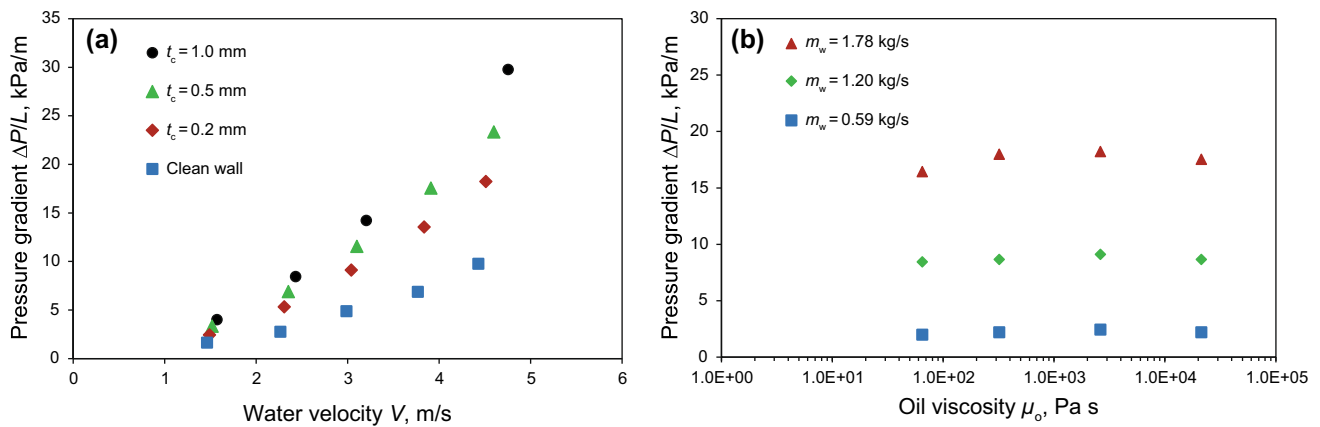 (a)
t_c = 1.0 mm
t_c = 0.5 mm
t_c = 0.2 mm
Clean wall
Pressure gradient ΔP/L, kPa/m
35
30
25
20
15
10
5
0
0 1 2 3 4 5 6
Water velocity V, m/s
(b)
m_w = 1.78 kg/s
m_w = 1.20 kg/s
m_w = 0.59 kg/s
Pressure gradient ΔP/L, kPa/m
30
25
20
15
10
5
0
1.0E+00 1.0E+01 1.0E+02 1.0E+03 1.0E+04 1.0E+05
Oil viscosity μ_o, Pa s